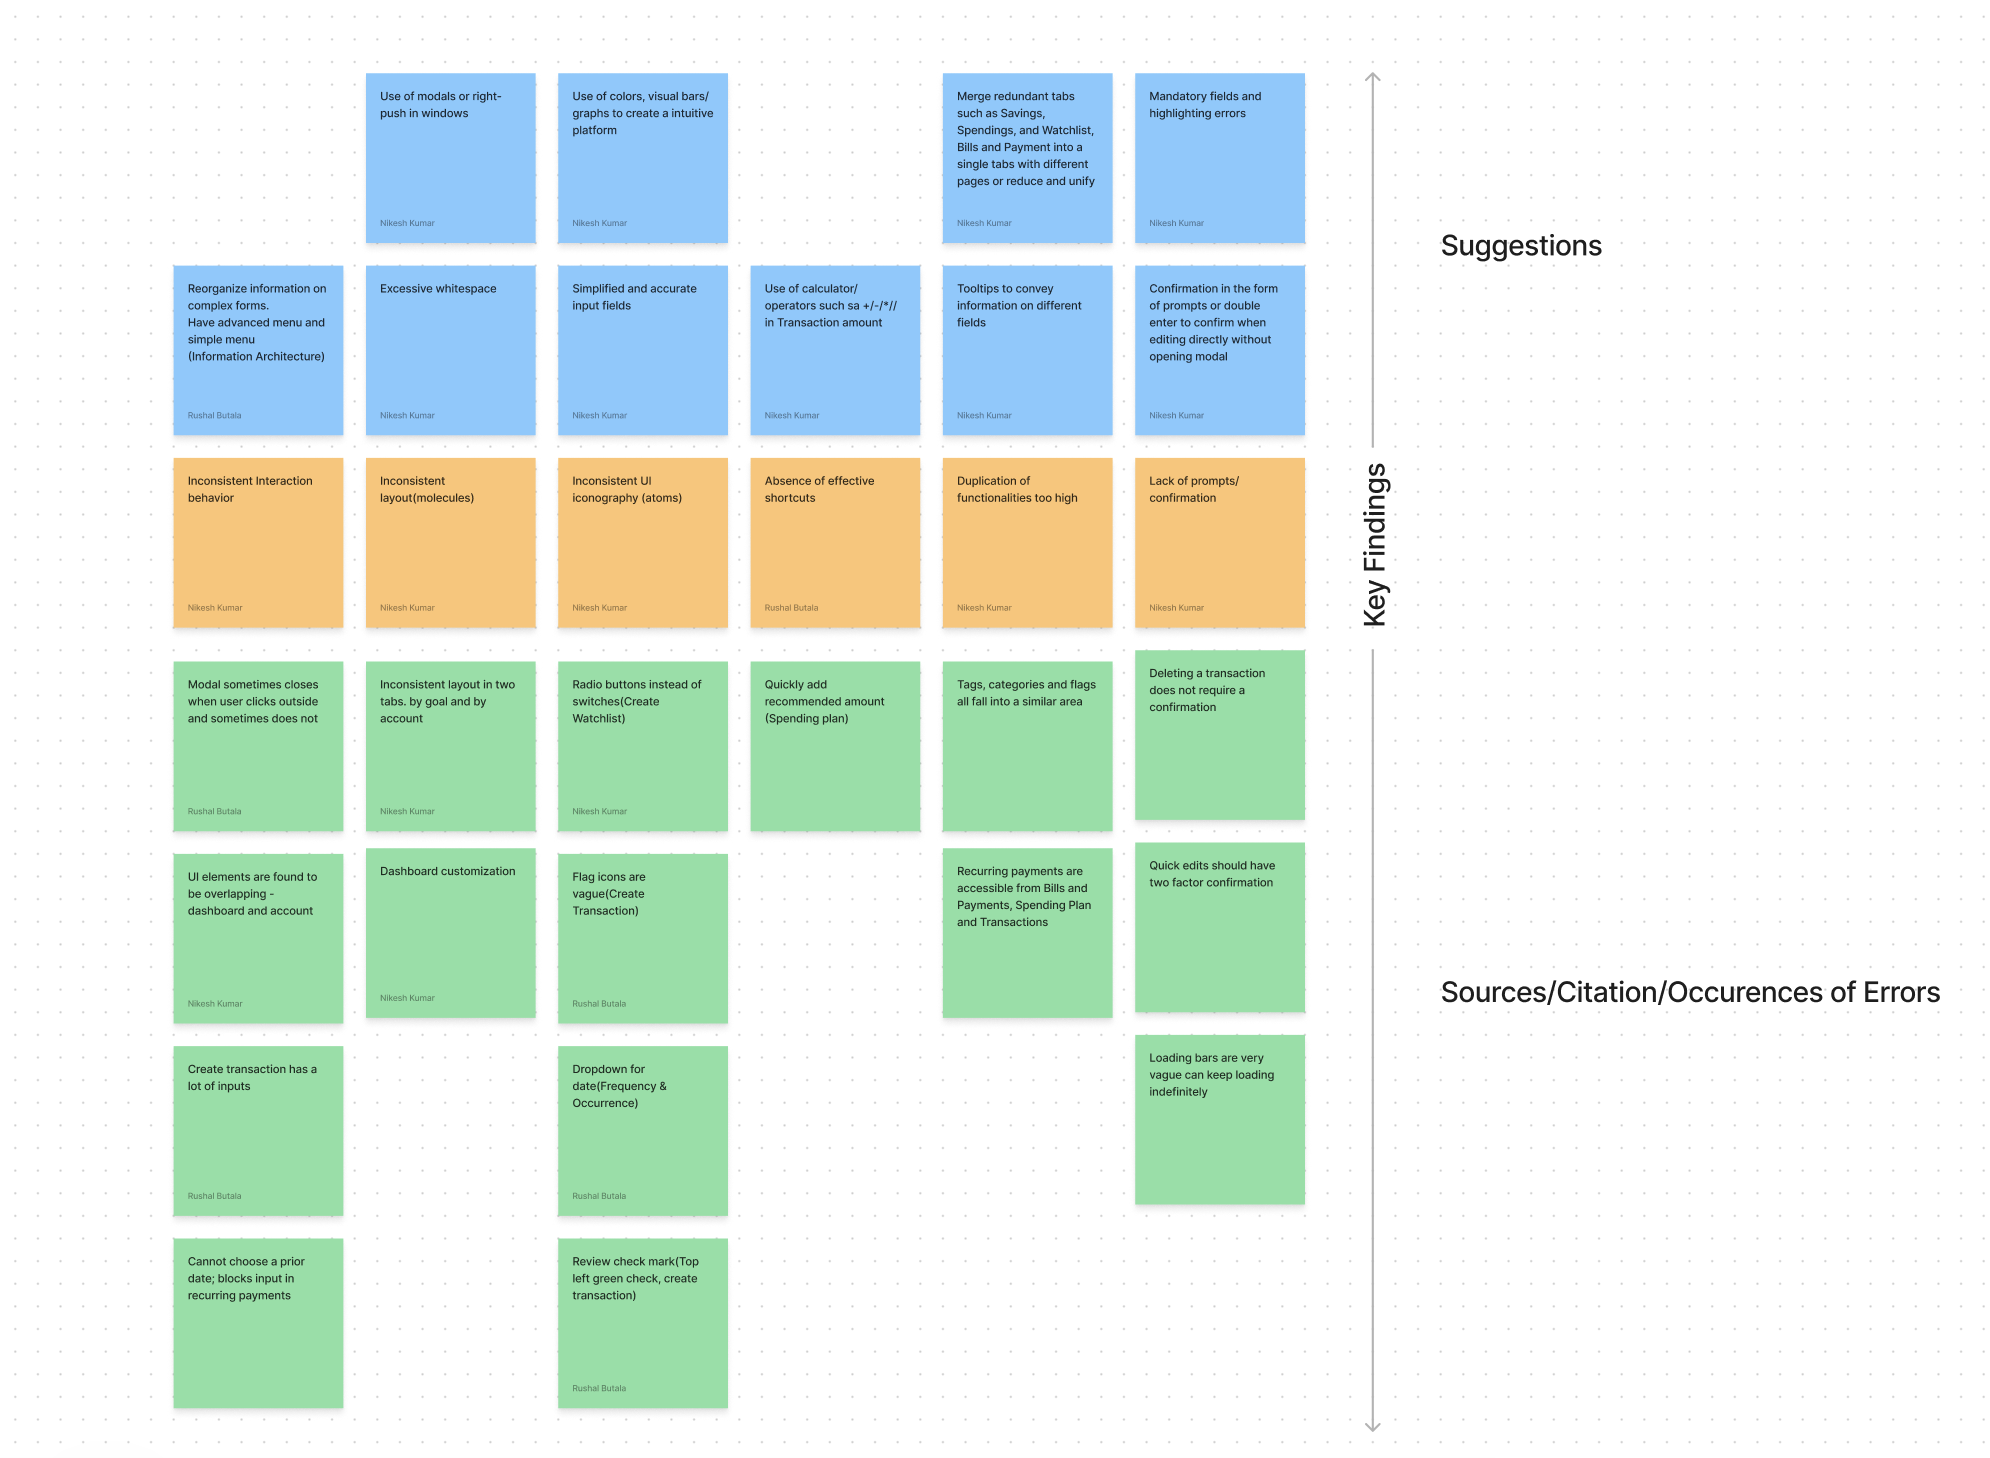 Use of modals or right-
push in windows
Nikesh Kumar
Use of colors, visual bars/
graphs to create a intuitive
platform
Nikesh Kumar
Merge redundant tabs
such as Savings,
Spendings, and Watchlist,
Bills and Payment into a
single tabs with different
pages or reduce and unify
Nikesh Kumar
Mandatory fields and
highlighting errors
Nikesh Kumar
Suggestions
Reorganize information on
complex forms.
Have advanced menu and
simple menu
(Information Architecture)
Rushal Butala
Excessive whitespace
Nikesh Kumar
Simplified and accurate
input fields
Nikesh Kumar
Use of calculator/
operators such sa +/-/*//
in Transaction amount
Nikesh Kumar
Tooltips to convey
information on different
fields
Nikesh Kumar
Confirmation in the form
of prompts or double
enter to confirm when
editing directly without
opening modal
Nikesh Kumar
Inconsistent Interaction
behavior
Nikesh Kumar
Inconsistent
layout(molecules)
Nikesh Kumar
Inconsistent UI
iconography (atoms)
Nikesh Kumar
Absence of effective
shortcuts
Rushal Butala
Duplication of
functionalities too high
Nikesh Kumar
Lack of prompts/
confirmation
Nikesh Kumar
Key Findings
Modal sometimes closes
when user clicks outside
and sometimes does not
Rushal Butala
Inconsistent layout in two
tabs. by goal and by
account
Nikesh Kumar
Radio buttons instead of
switches(Create
Watchlist)
Nikesh Kumar
Quickly add
recommended amount
(Spending plan)
Tags, categories and flags
all fall into a similar area
Deleting a transaction
does not require a
confirmation
UI elements are found to
be overlapping -
dashboard and account
Nikesh Kumar
Dashboard customization
Nikesh Kumar
Flag icons are
vague(Create
Transaction)
Rushal Butala
Recurring payments are
accessible from Bills and
Payments, Spending Plan
and Transactions
Quick edits should have
two factor confirmation
Sources/Citation/Occurences of Errors
Create transaction has a
lot of inputs
Rushal Butala
Dropdown for
date(Frequency &
Occurrence)
Rushal Butala
Loading bars are very
vague can keep loading
indefinitely
Cannot choose a prior
date; blocks input in
recurring payments
Review check mark(Top
left green check, create
transaction)
Rushal Butala